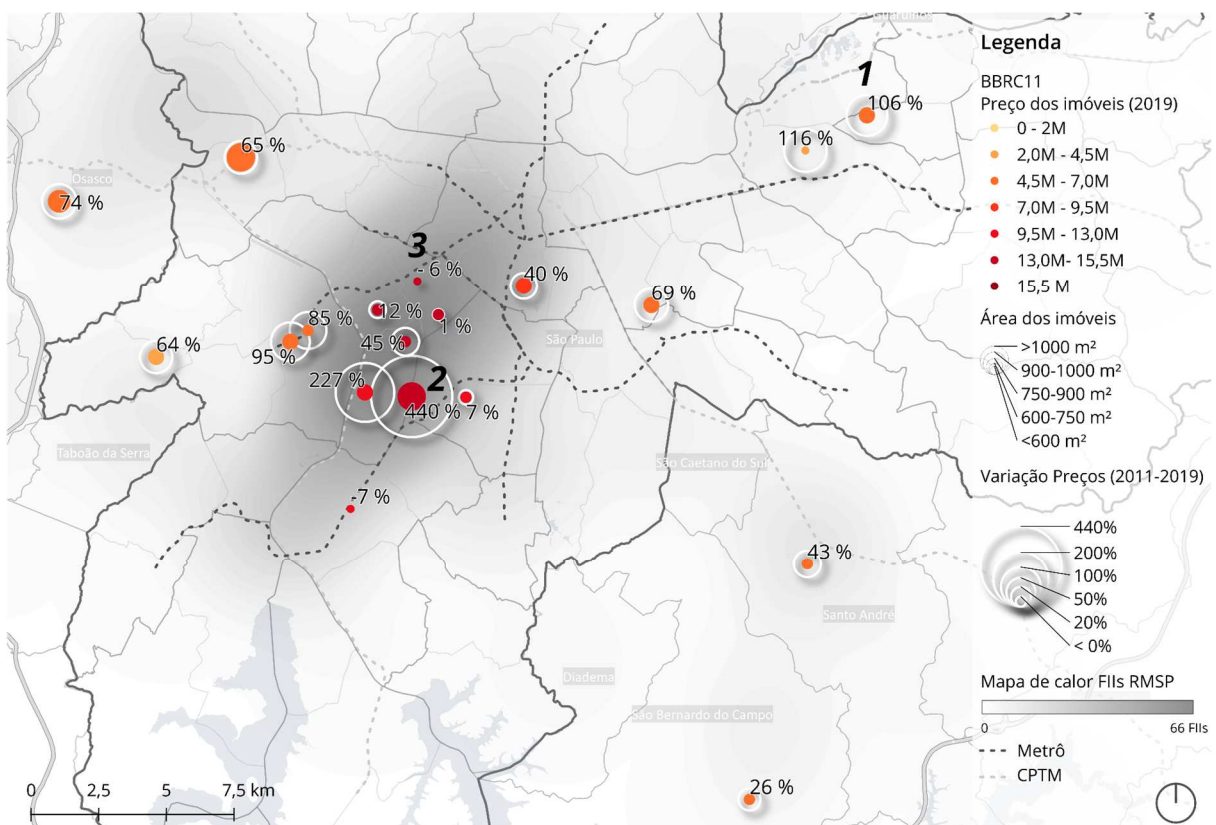 Guarulhos
1
106 %
116 %
65 %
Osasco
74 %
3
- 6 %
40 %
69 %
12 %
1 %
85 %
45 %
São Paulo
64 %
95 %
227 %
2
440 %
7 %
Taboão da Serra
São Caetano do Sul
-7 %
43 %
Santo André
Diadema
São Bernardo do Campo
26 %
0 2,5 5 7,5 km
Legenda
BBRC11
Preço dos imóveis (2019)
0 - 2M
2,0M - 4,5M
4,5M - 7,0M
7,0M - 9,5M
9,5M - 13,0M
13,0M- 15,5M
15,5 M
Área dos imóveis
>1000 m²
900-1000 m²
750-900 m²
600-750 m²
<600 m²
Variação Preços (2011-2019)
440%
200%
100%
50%
20%
< 0%
Mapa de calor FIIs RMSP
0 66 FIIs
Metrô
CPTM